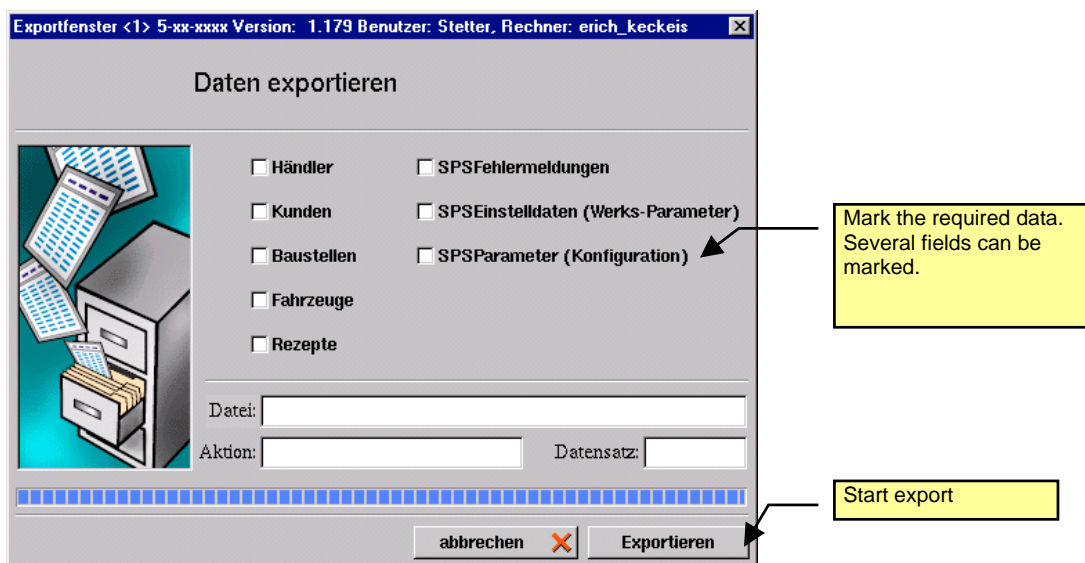 Exportfenster <1> 5-xx-xxxx Version: 1.179 Benutzer: Stetter, Rechner: erich_keckeis
Daten exportieren
Händler
SPSFehlermeldungen
Kunden
SPSEinstelldaten (Werks-Parameter)
Baustellen
SPSParameter (Konfiguration)
Fahrzeuge
Rezepte
Mark the required data.
Several fields can be
marked.
Datei:
Aktion:
Datensatz:
Start export
abbrechen
Exportieren